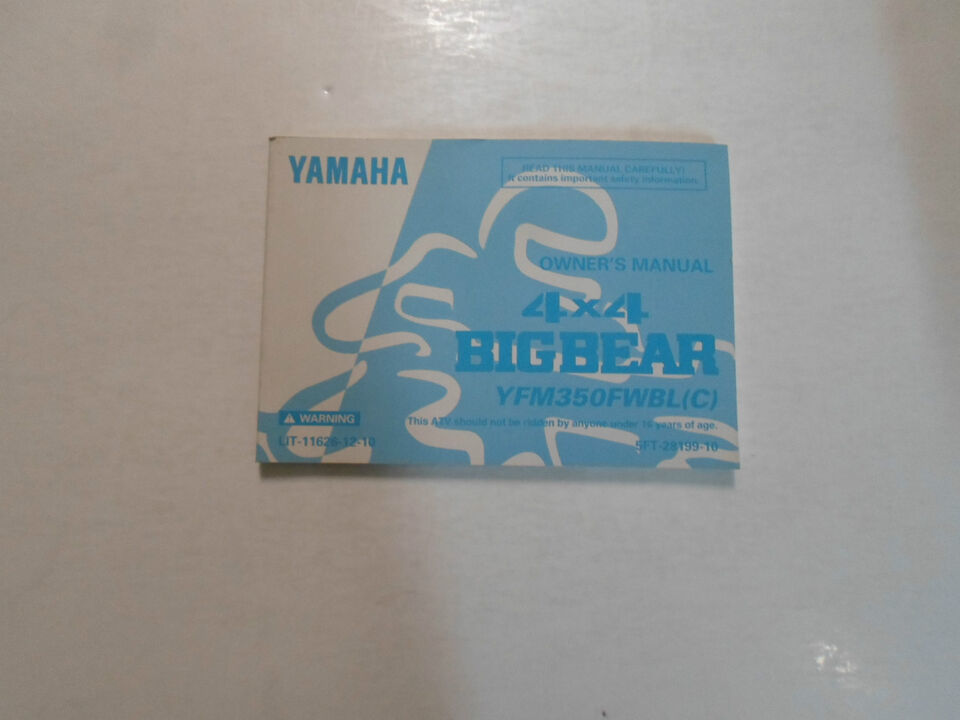 YAMAHA
READ THIS MANUAL CAREFULLY!
It contains important safety information.
OWNER'S MANUAL
4x4
BIGBEAR
YFM350FWBL(C)
WARNING
This ATV should not be ridden by anyone under 16 years of age.
LIT-11626-12-10
5FT-28199-10